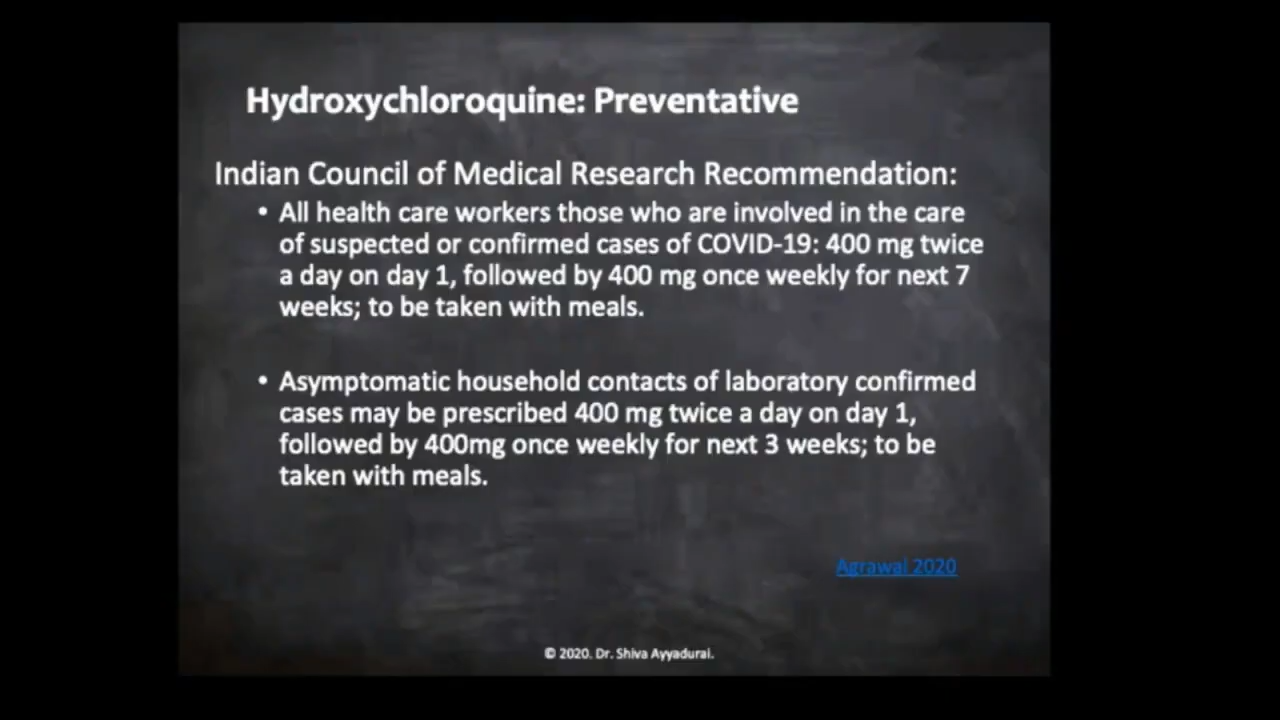 Hydroxychloroquine: Preventative
Indian Council of Medical Research Recommendation:
• All health care workers those who are involved in the care
of suspected or confirmed cases of COVID-19: 400 mg twice
a day on day 1, followed by 400 mg once weekly for next 7
weeks; to be taken with meals.
• Asymptomatic household contacts of laboratory confirmed
cases may be prescribed 400 mg twice a day on day 1,
followed by 400mg once weekly for next 3 weeks; to be
taken with meals.
Agrawal 2020
© 2020. Dr. Shiva Ayyadurai.